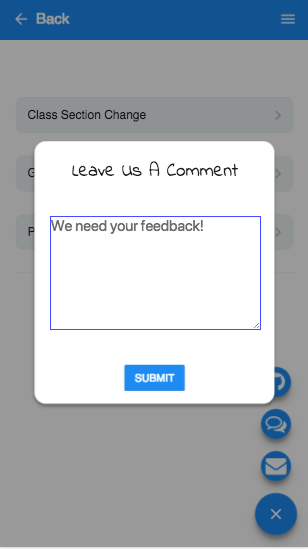 Back
Class Section Change
Leave Us A Comment
G
We need your feedback!
P
SUBMIT